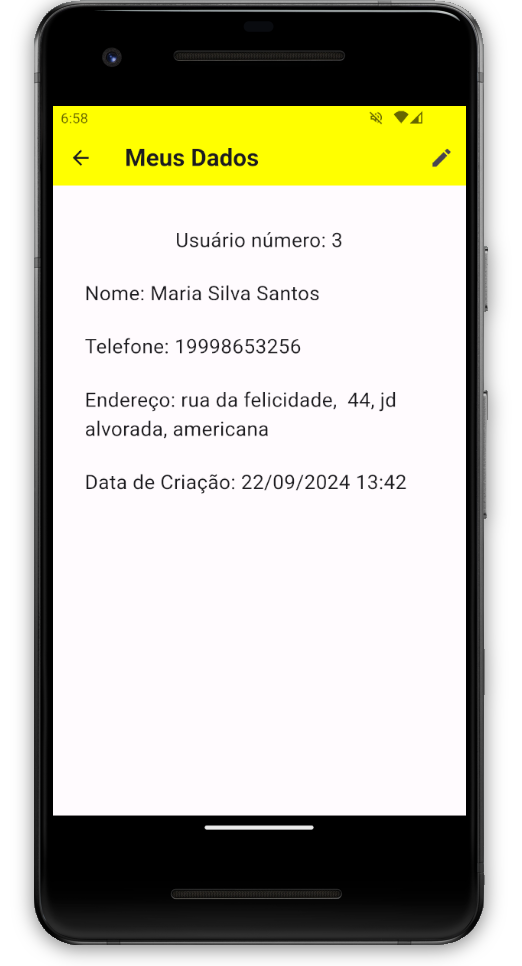 6:58
Meus Dados
Usuário número: 3
Nome: Maria Silva Santos
Telefone: 19998653256
Endereço: rua da felicidade,  44, jd
alvorada, americana
Data de Criação: 22/09/2024 13:42